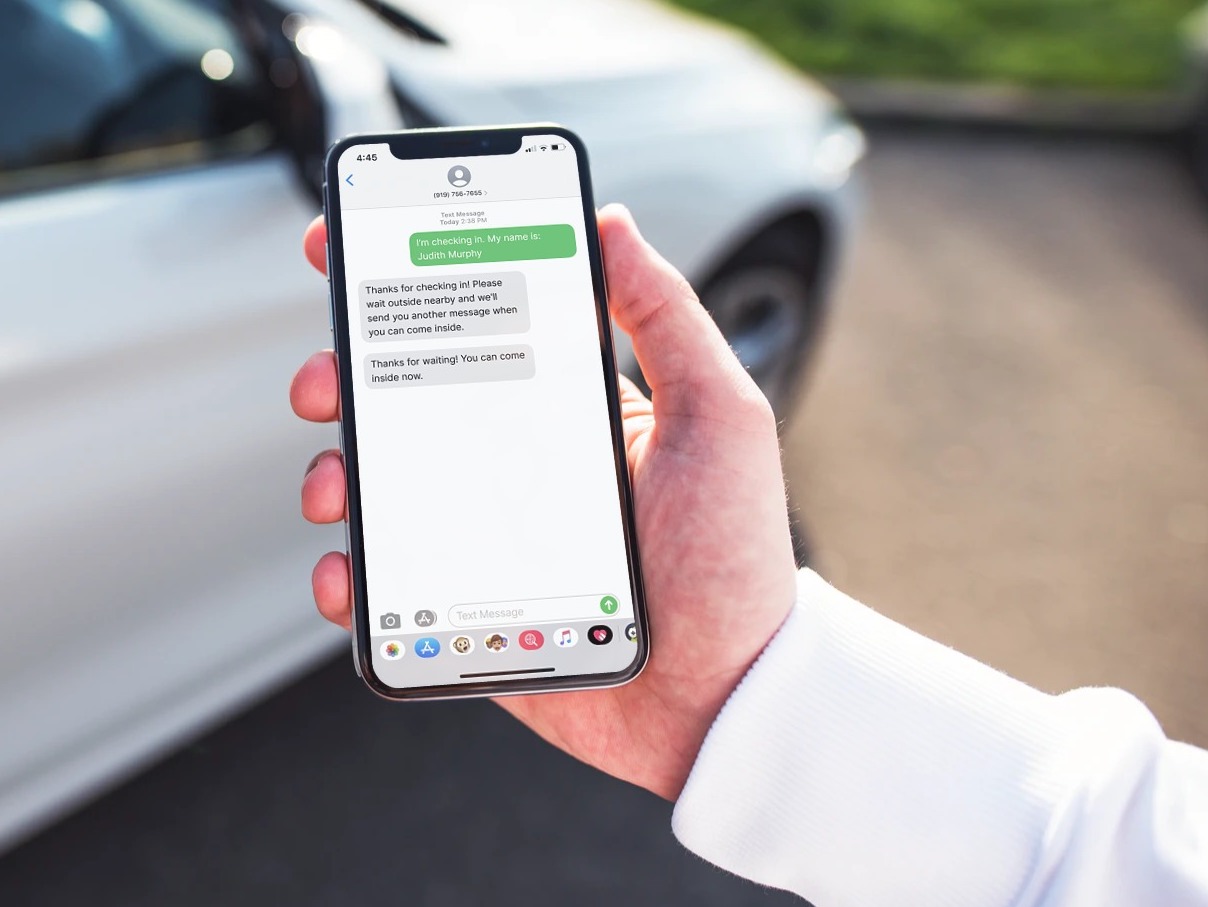 4:45
(919) 756-7655 >
Text Message
Today 2:38 PM
I'm checking in. My name is:
Judith Murphy
Thanks for checking in! Please
wait outside nearby and we'll
send you another message when
you can come inside.
Thanks for waiting! You can come
inside now.
Text Message